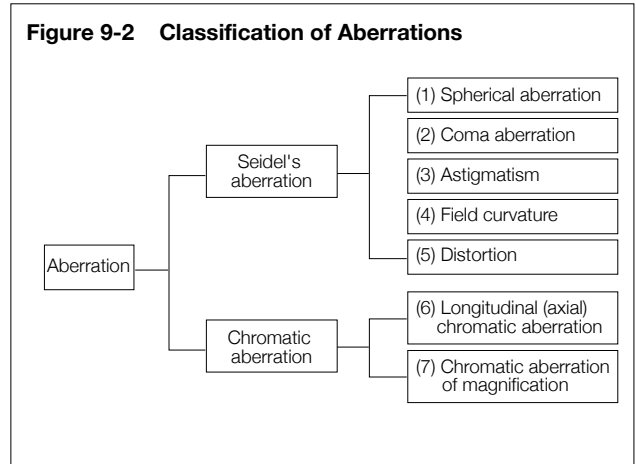 Figure 9-2 Classification of Aberrations
Aberration
Seidel's
aberration
(1) Spherical aberration
(2) Coma aberration
(3) Astigmatism
(4) Field curvature
(5) Distortion
Chromatic
aberration
(6) Longitudinal (axial)
chromatic aberration
(7) Chromatic aberration
of magnification